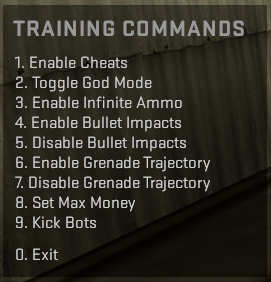 TRAINING COMMANDS
1. Enable Cheats
2. Toggle God Mode
3. Enable Infinite Ammo
4. Enable Bullet Impacts
5. Disable Bullet Impacts
6. Enable Grenade Trajectory
7. Disable Grenade Trajectory
8. Set Max Money
9. Kick Bots
0. Exit